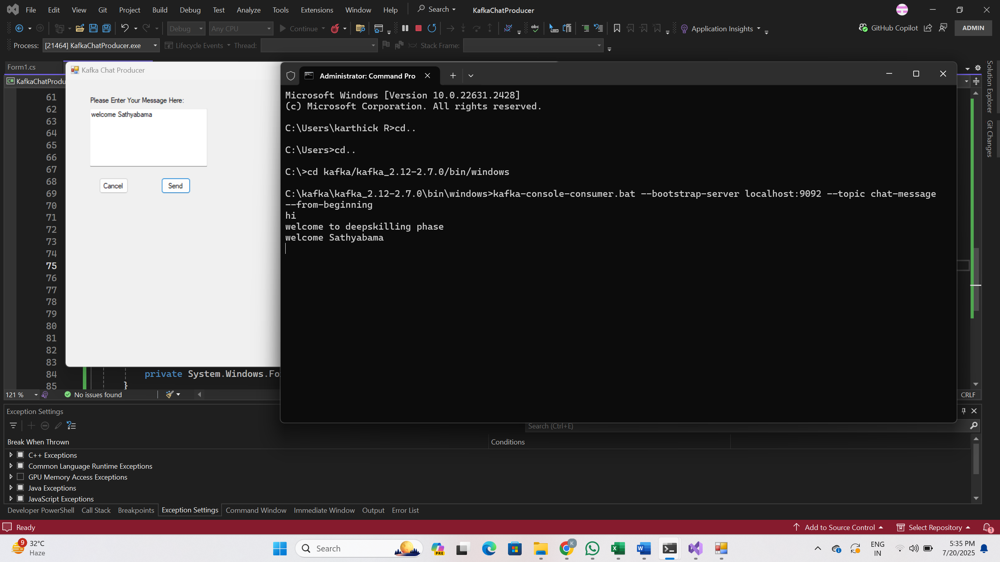 File Edit View Git Project Build Debug Test Analyze Tools Extensions Window Help Search KafkaChatProducer
Debug Any CPU Continue Application Insights GitHub Copilot ADMIN
Process: [21464] KafkaChatProducer.exe Lifecycle Events Thread: Stack Frame:
Form1.cs
KafkaChatProdu
Kafka Chat Producer
Please Enter Your Message Here:
welcome Sathyabama
Cancel Send
61
62
63
64
65
66
67
68
69
70
71
72
73
74
75
76
77
78
79
80
81
82
83
84 private System.Windows.Fo
85 }
Administrator: Command Pro
Microsoft Windows [Version 10.0.22631.2428]
(c) Microsoft Corporation. All rights reserved.
C:\Users\karthick R>cd..
C:\Users>cd..
C:\>cd kafka/kafka_2.12-2.7.0/bin/windows
C:\kafka\kafka_2.12-2.7.0\bin\windows>kafka-console-consumer.bat --bootstrap-server localhost:9092 --topic chat-message
--from-beginning
hi
welcome to deepskilling phase
welcome Sathyabama
Solution Explorer
Git Changes
121 % No issues found CRLF
Exception Settings
Search (Ctrl+E)
Break When Thrown Conditions
C++ Exceptions
Common Language Runtime Exceptions
GPU Memory Access Exceptions
Java Exceptions
JavaScript Exceptions
Developer PowerShell Call Stack Breakpoints Exception Settings Command Window Immediate Window Output Error List
Ready Add to Source Control Select Repository 1
9 32°C
Haze
Search
PRE
K
ENG
IN
5:35 PM
7/20/2025